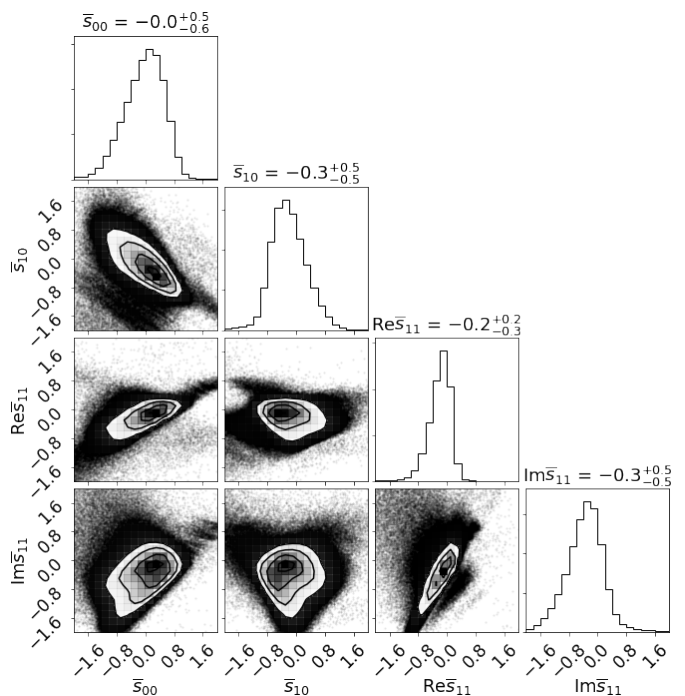 s̅₀₀ = −0.0⁺⁰·⁵₋₀.₆
s̅₁₀ = −0.3⁺⁰·⁵₋₀.₅
1.6
0.8
0.0
−0.8
−1.6
s̅₁₀
Res̅₁₁ = −0.2⁺⁰·²₋₀.₃
1.6
0.8
0.0
−0.8
−1.6
Res̅₁₁
Ims̅₁₁ = −0.3⁺⁰·⁵₋₀.₅
1.6
0.8
0.0
−0.8
−1.6
Ims̅₁₁
−1.6 −0.8 0.0 0.8 1.6 −1.6 −0.8 0.0 0.8 1.6 −1.6 −0.8 0.0 0.8 1.6 −1.6 −0.8 0.0 0.8 1.6
s̅₀₀ s̅₁₀ Res̅₁₁ Ims̅₁₁